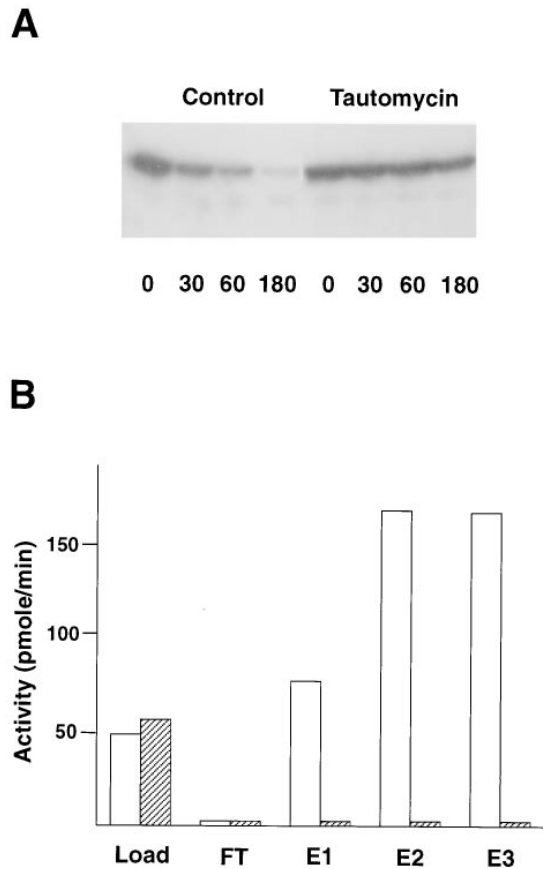 A
Control Tautomycin
0 30 60 180 0 30 60 180
B
Activity (pmole/min)
150
100
50
Load FT E1 E2 E3